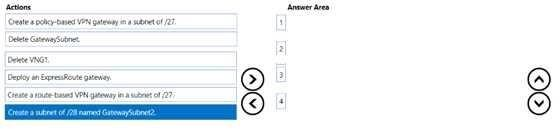 Actions
Answer Area
Create a policy-based VPN gateway in a subnet of /27.
Delete GatewaySubnet.
Delete VNG1.
Deploy an ExpressRoute gateway.
Create a route-based VPN gateway in a subnet of /27.
Create a subnet of /28 named GatewaySubnet2.
1
2
3
4